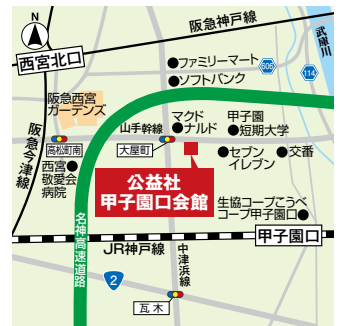 阪急神戸線
武庫川
N
西宮北口
ファミリーマート
606
114
ソフトバンク
阪急西宮
ガーデンズ
マクド
ナルド
甲子園
短期大学
山手幹線
阪急今津線
高松町南
大屋町
セブン
イレブン
交番
西宮
敬愛会
病院
公益社
甲子園口会館
生協コープこうべ
コープ甲子園口
名神高速道路
甲子園口
JR神戸線
中津浜線
2
瓦木